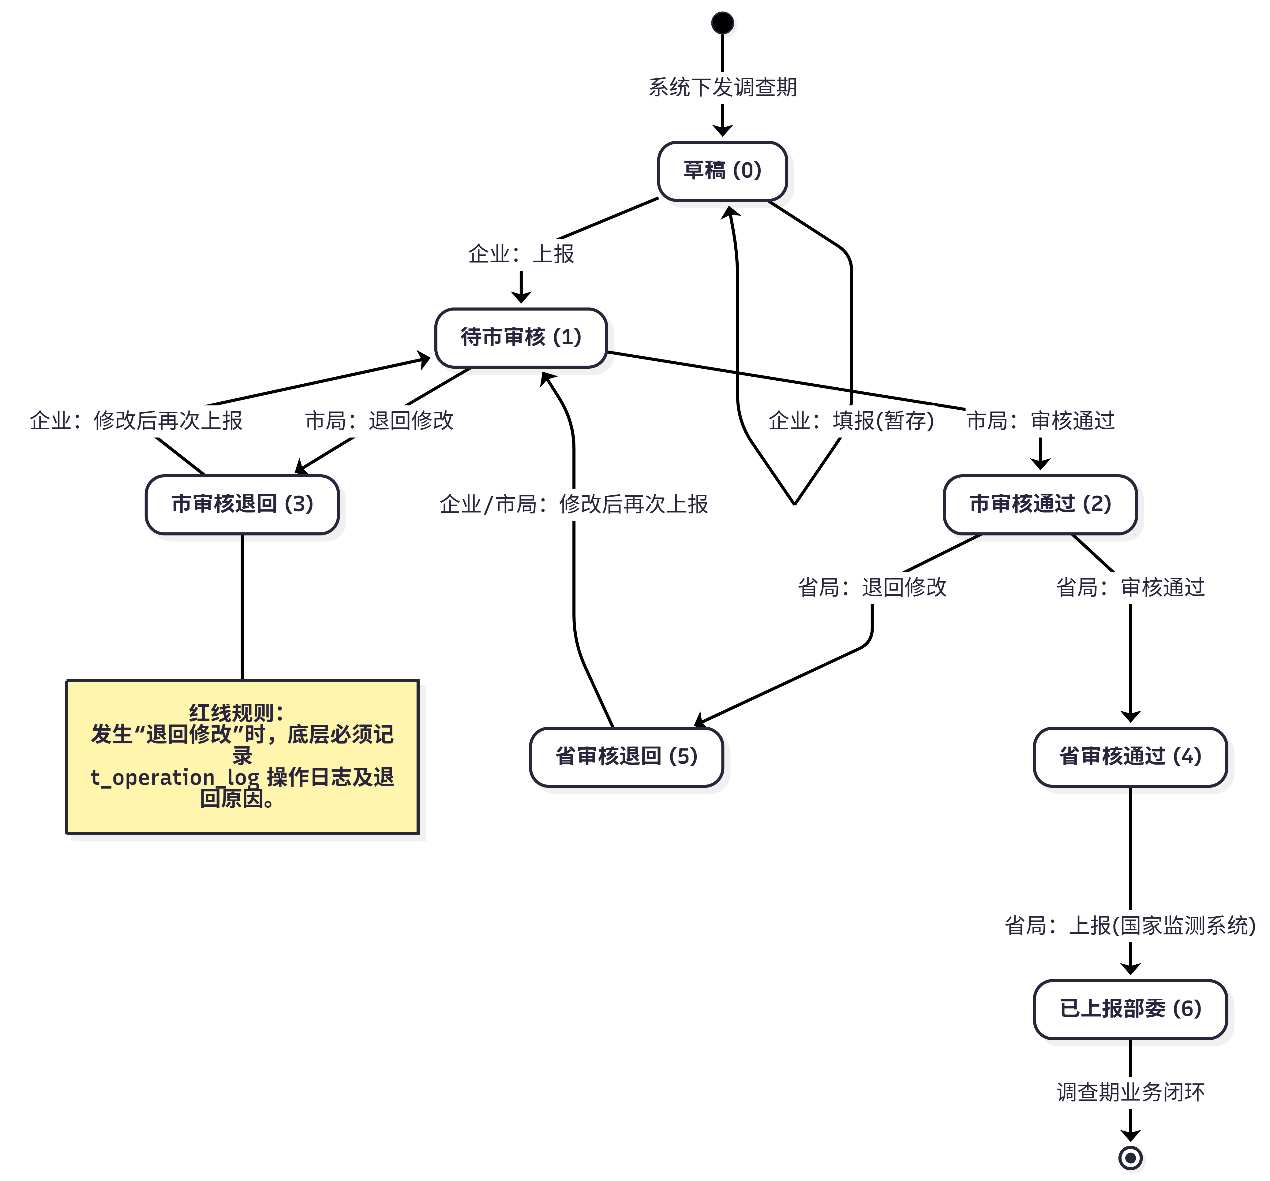 系统下发调查期
草稿 (0)
企业：上报
待市审核 (1)
企业：修改后再次上报
市局：退回修改
企业：填报(暂存)
市局：审核通过
市审核退回 (3)
企业/市局：修改后再次上报
市审核通过 (2)
省局：退回修改
省局：审核通过
红线规则：
发生“退回修改”时，底层必须记
录
t_operation_log 操作日志及退
回原因。
省审核退回 (5)
省审核通过 (4)
省局：上报(国家监测系统)
已上报部委 (6)
调查期业务闭环